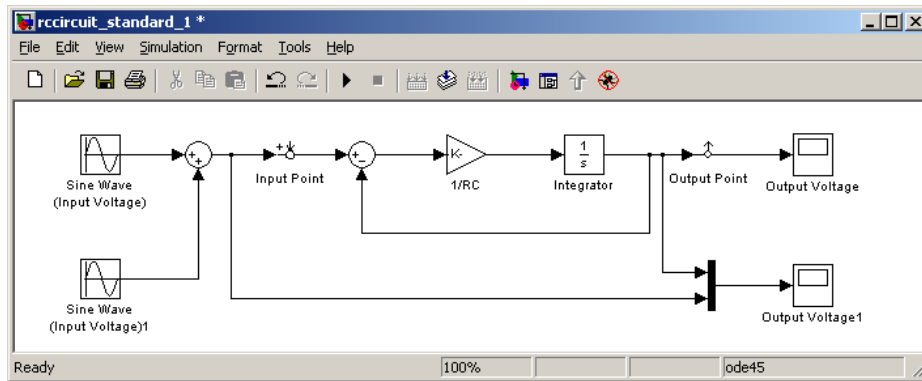 rccircuit_standard_1 *
File Edit View Simulation Format Tools Help
Sine Wave
(Input Voltage)
+
+
Input Point
+
−
K-
1/RC
1
s
Integrator
Output Point
Output Voltage
Sine Wave
(Input Voltage)1
Output Voltage1
Ready 100% ode45